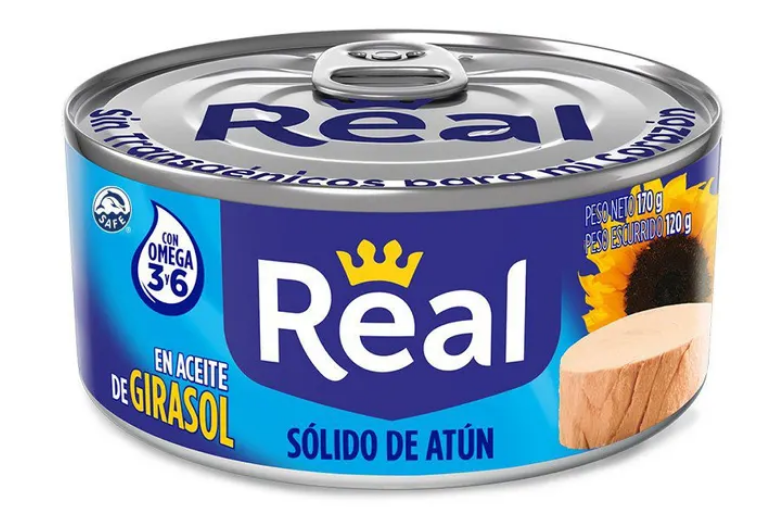 Real
Sin transgénicos para mi corazón
SAFE
CON
OMEGA
3 y 6
PESO NETO 170 g
PESO ESCURRIDO 120 g
Real
EN ACEITE
DE GIRASOL
SÓLIDO DE ATÚN